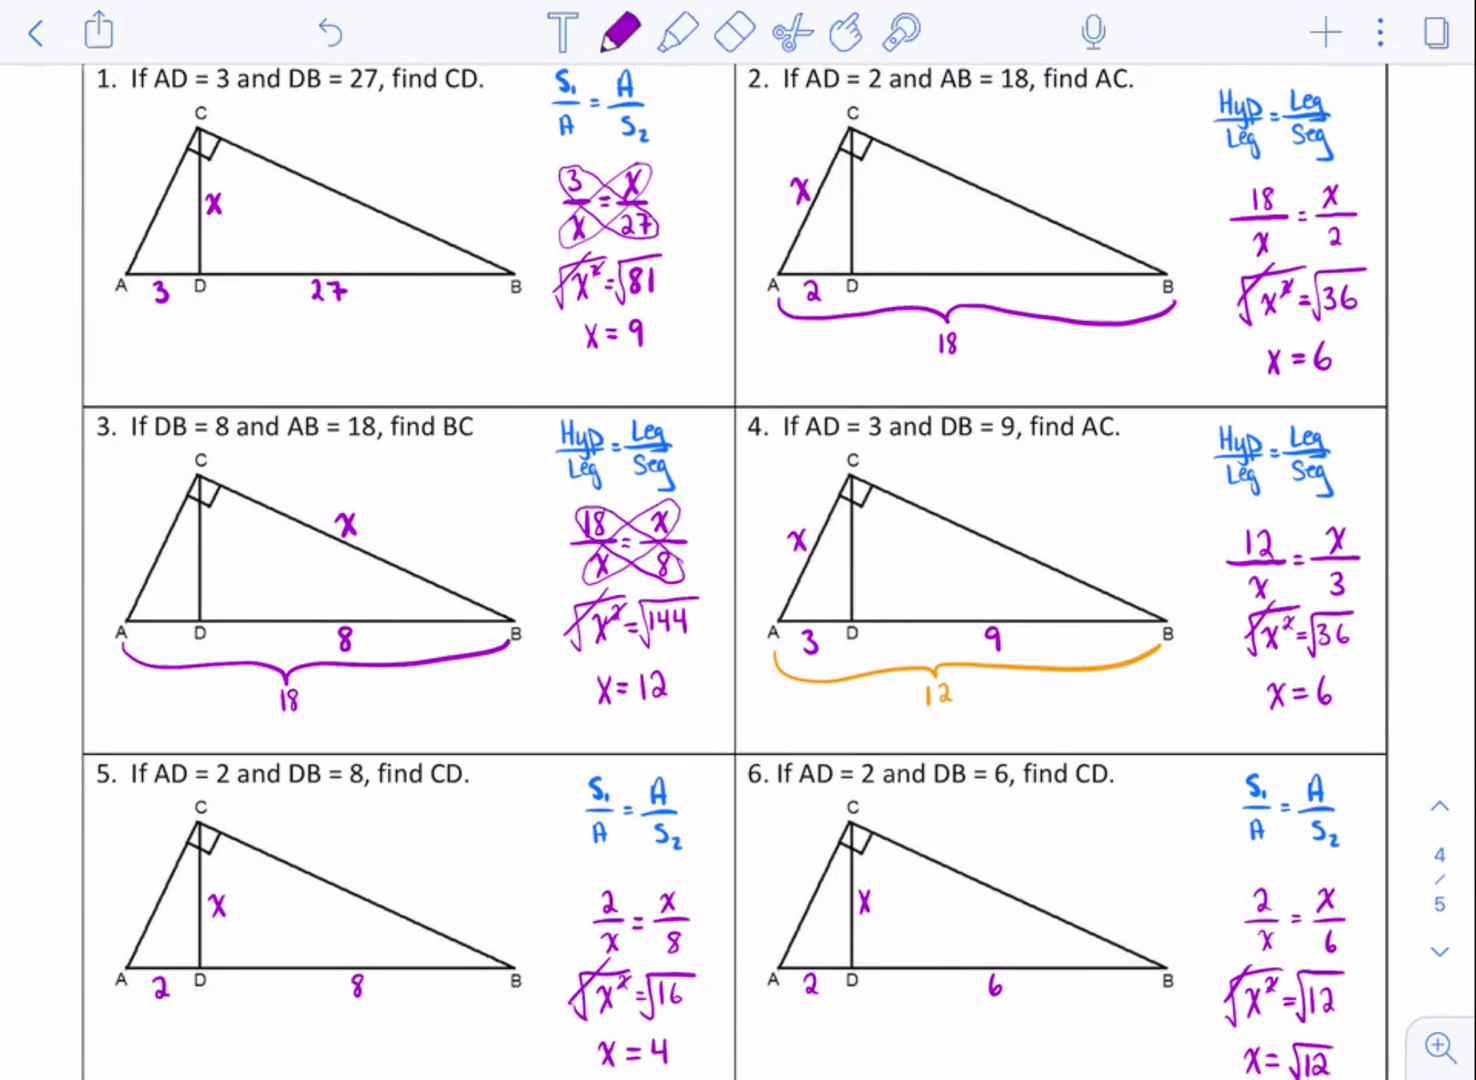 1. If AD = 3 and DB = 27, find CD.
S₁/A = A/S₂
C
x
3/x = x/27
√x² = √81
x = 9
A 3 D 27 B
2. If AD = 2 and AB = 18, find AC.
Hyp/Leg = Leg/Seg
C
x
18/x = x/2
√x² = √36
x = 6
A 2 D B
18
3. If DB = 8 and AB = 18, find BC
Hyp/Leg = Leg/Seg
C
x
18/x = x/8
√x² = √144
x = 12
A D 8 B
18
4. If AD = 3 and DB = 9, find AC.
Hyp/Leg = Leg/Seg
C
x
12/x = x/3
√x² = √36
x = 6
A 3 D 9 B
12
5. If AD = 2 and DB = 8, find CD.
S₁/A = A/S₂
C
x
2/x = x/8
√x² = √16
x = 4
A 2 D 8 B
6. If AD = 2 and DB = 6, find CD.
S₁/A = A/S₂
C
x
2/x = x/6
√x² = √12
x = √12
A 2 D 6 B
4
/
5